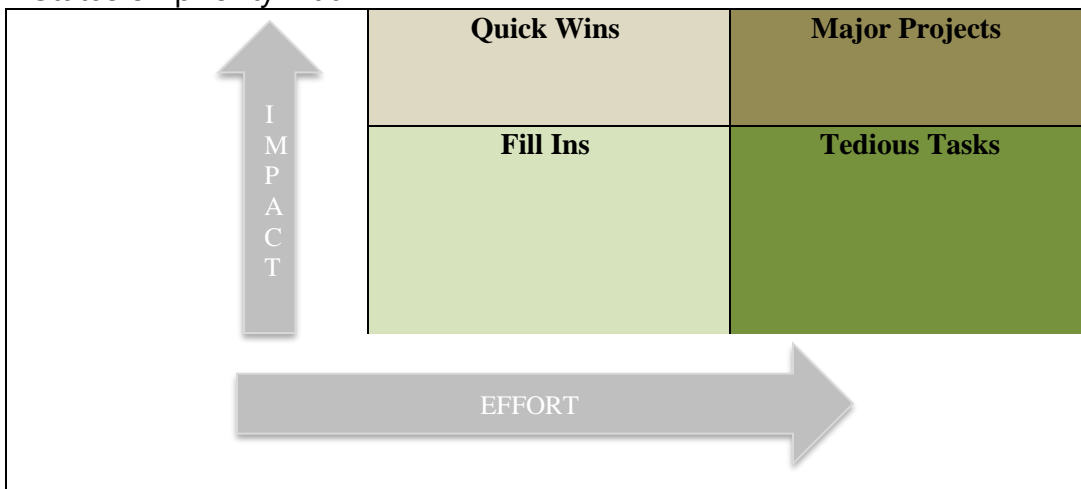 Quick Wins
Major Projects
Fill Ins
Tedious Tasks
I
M
P
A
C
T
EFFORT